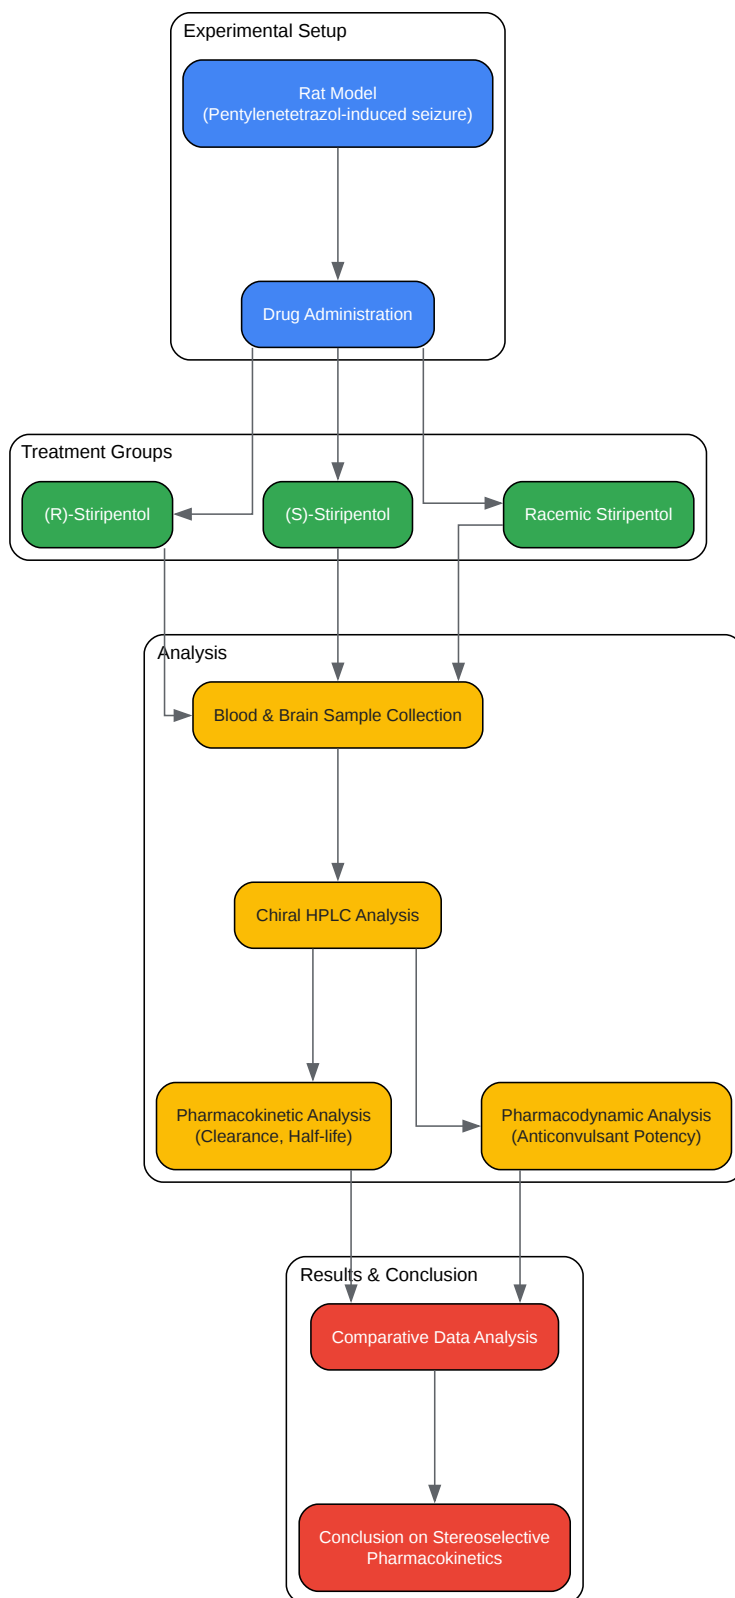 Experimental Setup
Rat Model
(Pentylenetetrazol-induced seizure)
Drug Administration
Treatment Groups
(R)-Stiripentol
(S)-Stiripentol
Racemic Stiripentol
Analysis
Blood & Brain Sample Collection
Chiral HPLC Analysis
Pharmacokinetic Analysis
(Clearance, Half-life)
Pharmacodynamic Analysis
(Anticonvulsant Potency)
Results & Conclusion
Comparative Data Analysis
Conclusion on Stereoselective
Pharmacokinetics